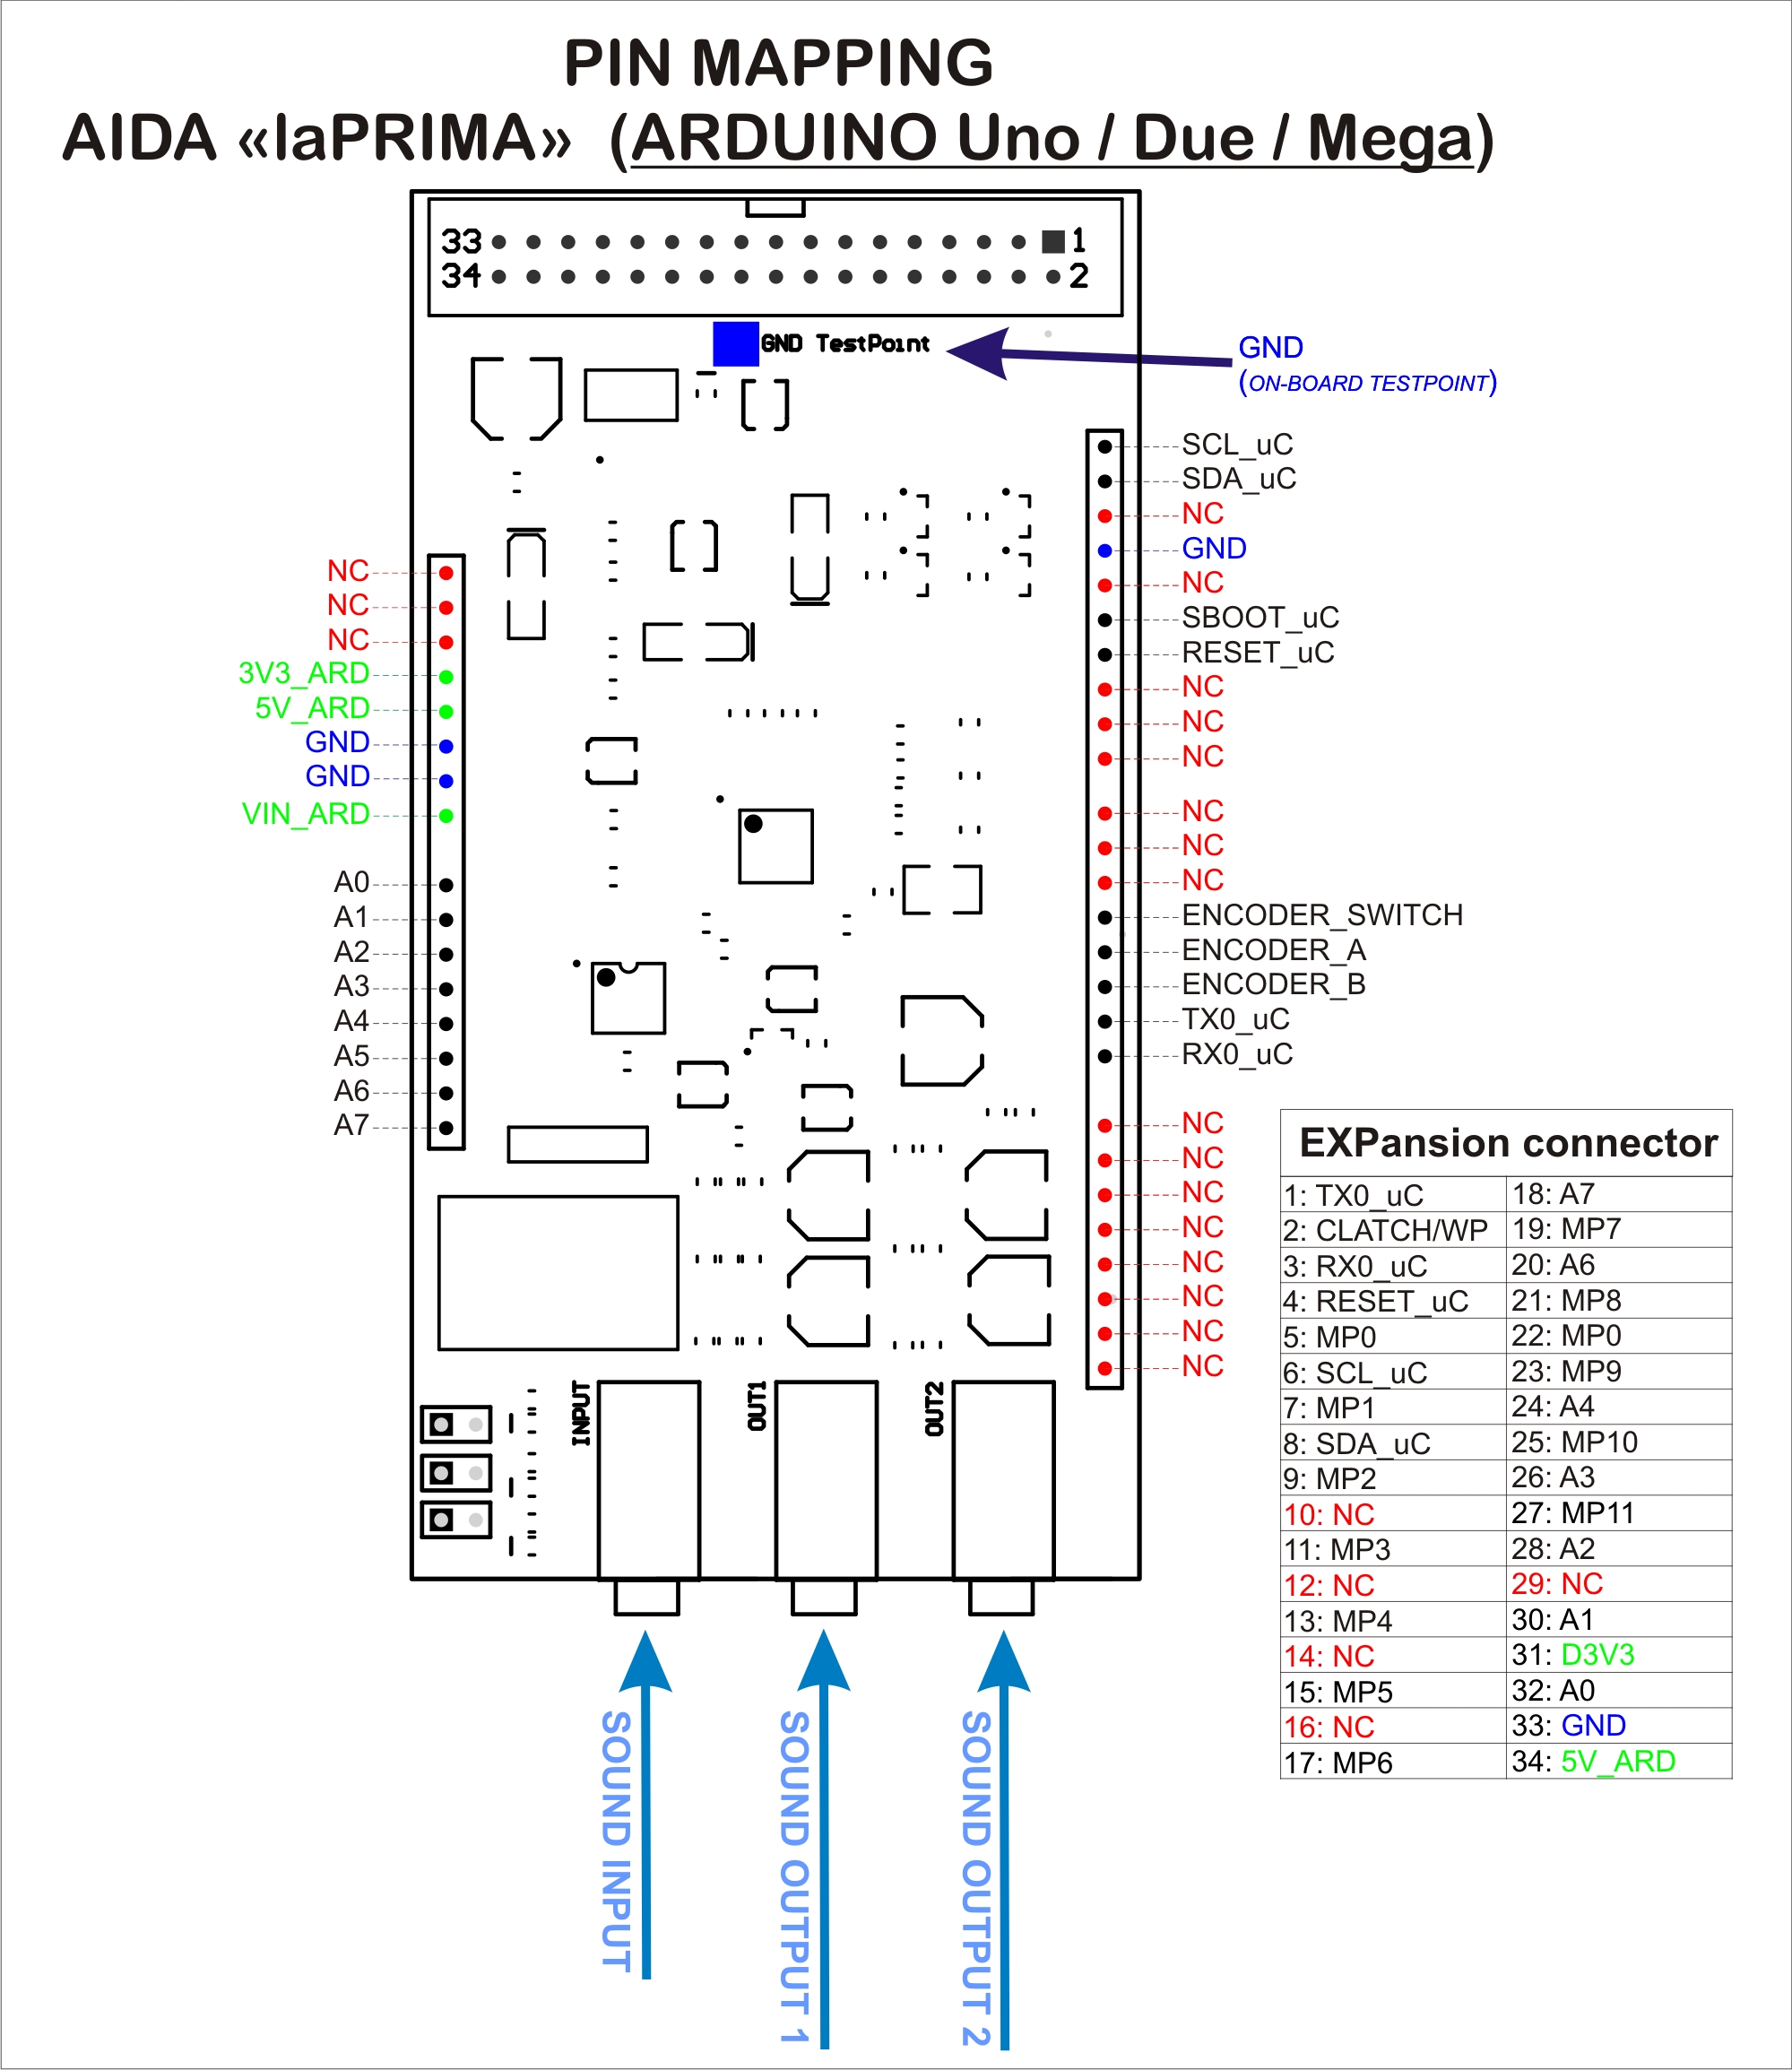 PIN MAPPING
AIDA «laPRIMA» (ARDUINO Uno / Due / Mega)
33
1
34
2
GND TestPoint
GND
(ON-BOARD TESTPOINT)
NC
NC
NC
3V3_ARD
5V_ARD
GND
GND
VIN_ARD
A0
A1
A2
A3
A4
A5
A6
A7
SCL_uC
SDA_uC
NC
GND
NC
SBOOT_uC
RESET_uC
NC
NC
NC
NC
NC
NC
ENCODER_SWITCH
ENCODER_A
ENCODER_B
TX0_uC
RX0_uC
NC
NC
NC
NC
NC
NC
NC
NC
INPUT
OUT1
OUT2
SOUND INPUT
SOUND OUTPUT 1
SOUND OUTPUT 2
EXPansion connector
1: TX0_uC
2: CLATCH/WP
3: RX0_uC
4: RESET_uC
5: MP0
6: SCL_uC
7: MP1
8: SDA_uC
9: MP2
10: NC
11: MP3
12: NC
13: MP4
14: NC
15: MP5
16: NC
17: MP6
18: A7
19: MP7
20: A6
21: MP8
22: MP0
23: MP9
24: A4
25: MP10
26: A3
27: MP11
28: A2
29: NC
30: A1
31: D3V3
32: A0
33: GND
34: 5V_ARD